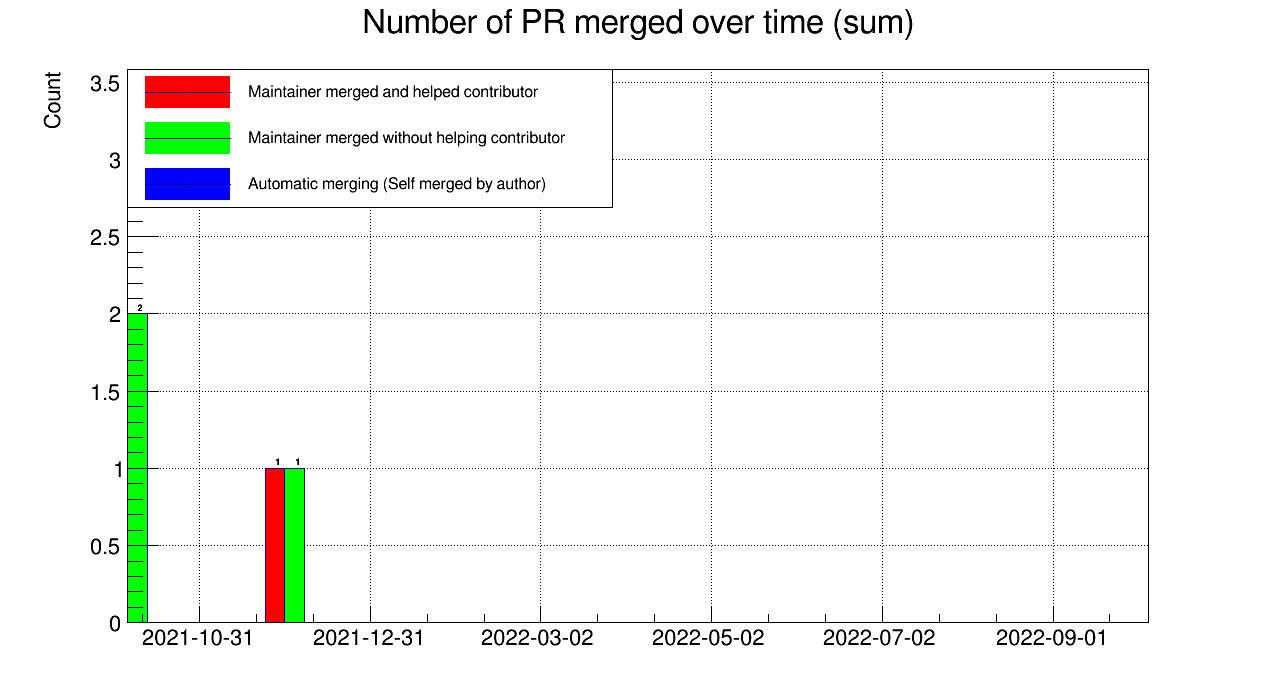 Number of PR merged over time (sum)
Count
3.5
3
2.5
2
1.5
1
0.5
0
Maintainer merged and helped contributor
Maintainer merged without helping contributor
Automatic merging (Self merged by author)
2
1 1
2021-10-31 2021-12-31 2022-03-02 2022-05-02 2022-07-02 2022-09-01